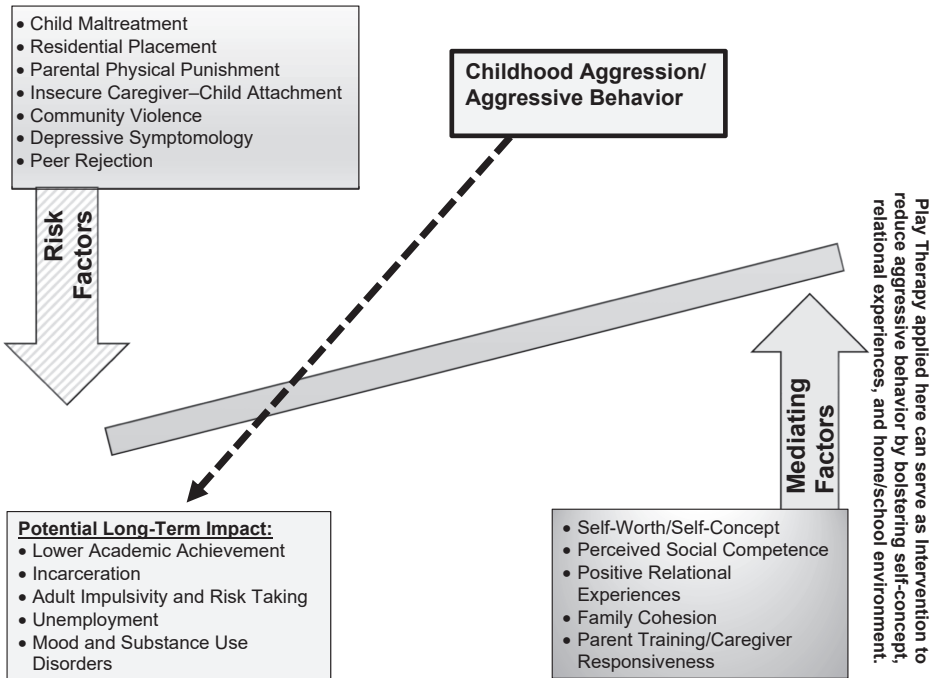 • Child Maltreatment
• Residential Placement
• Parental Physical Punishment
• Insecure Caregiver–Child Attachment
• Community Violence
• Depressive Symptomology
• Peer Rejection
Childhood Aggression/
Aggressive Behavior
Risk
Factors
Mediating
Factors
Play Therapy applied here can serve as Intervention to
reduce aggressive behavior by bolstering self-concept,
relational experiences, and home/school environment.
Potential Long-Term Impact:
• Lower Academic Achievement
• Incarceration
• Adult Impulsivity and Risk Taking
• Unemployment
• Mood and Substance Use
Disorders
• Self-Worth/Self-Concept
• Perceived Social Competence
• Positive Relational
Experiences
• Family Cohesion
• Parent Training/Caregiver
Responsiveness